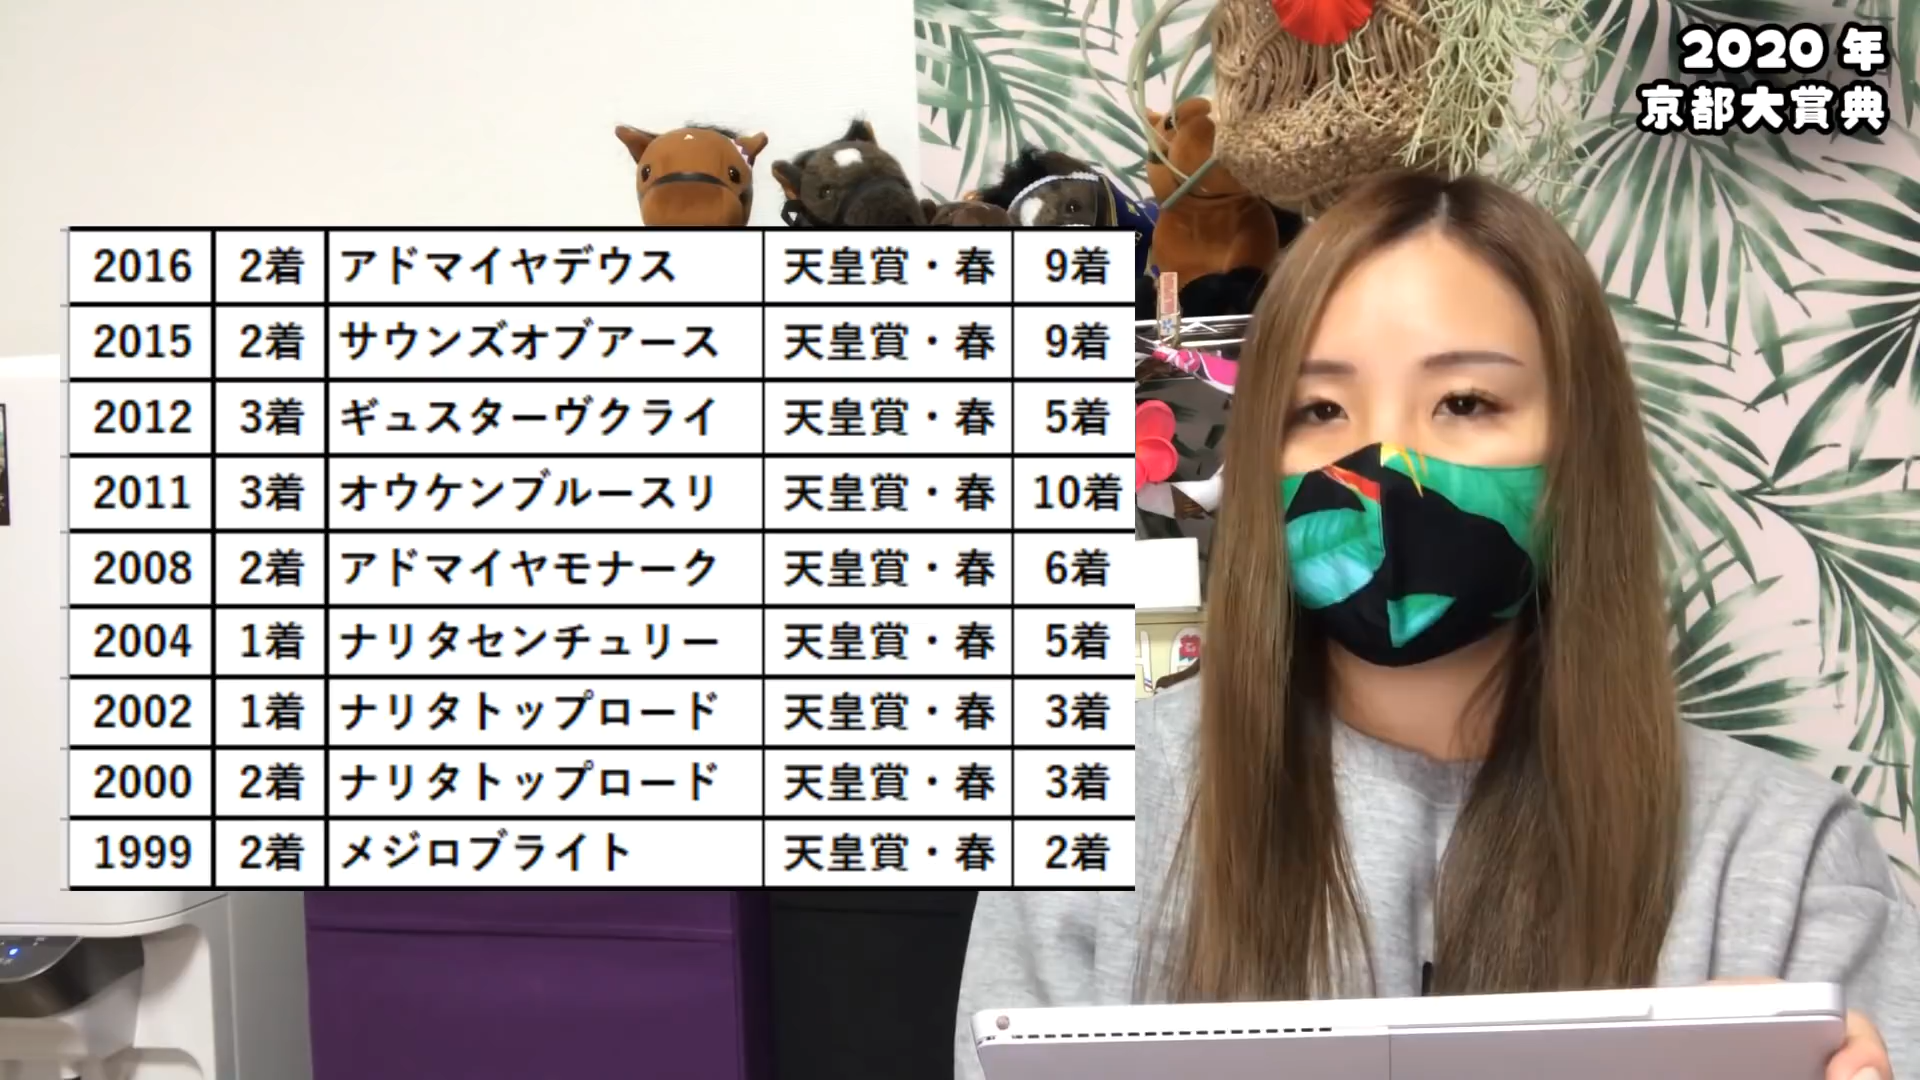 2020年
京都大賞典
2016 2着 アドマイヤデウス 天皇賞・春 9着
2015 2着 サウンズオブアース 天皇賞・春 9着
2012 3着 ギュスターヴクライ 天皇賞・春 5着
2011 3着 オウケンブルースリ 天皇賞・春 10着
2008 2着 アドマイヤモナーク 天皇賞・春 6着
2004 1着 ナリタセンチュリー 天皇賞・春 5着
2002 1着 ナリタトップロード 天皇賞・春 3着
2000 2着 ナリタトップロード 天皇賞・春 3着
1999 2着 メジロブライト 天皇賞・春 2着